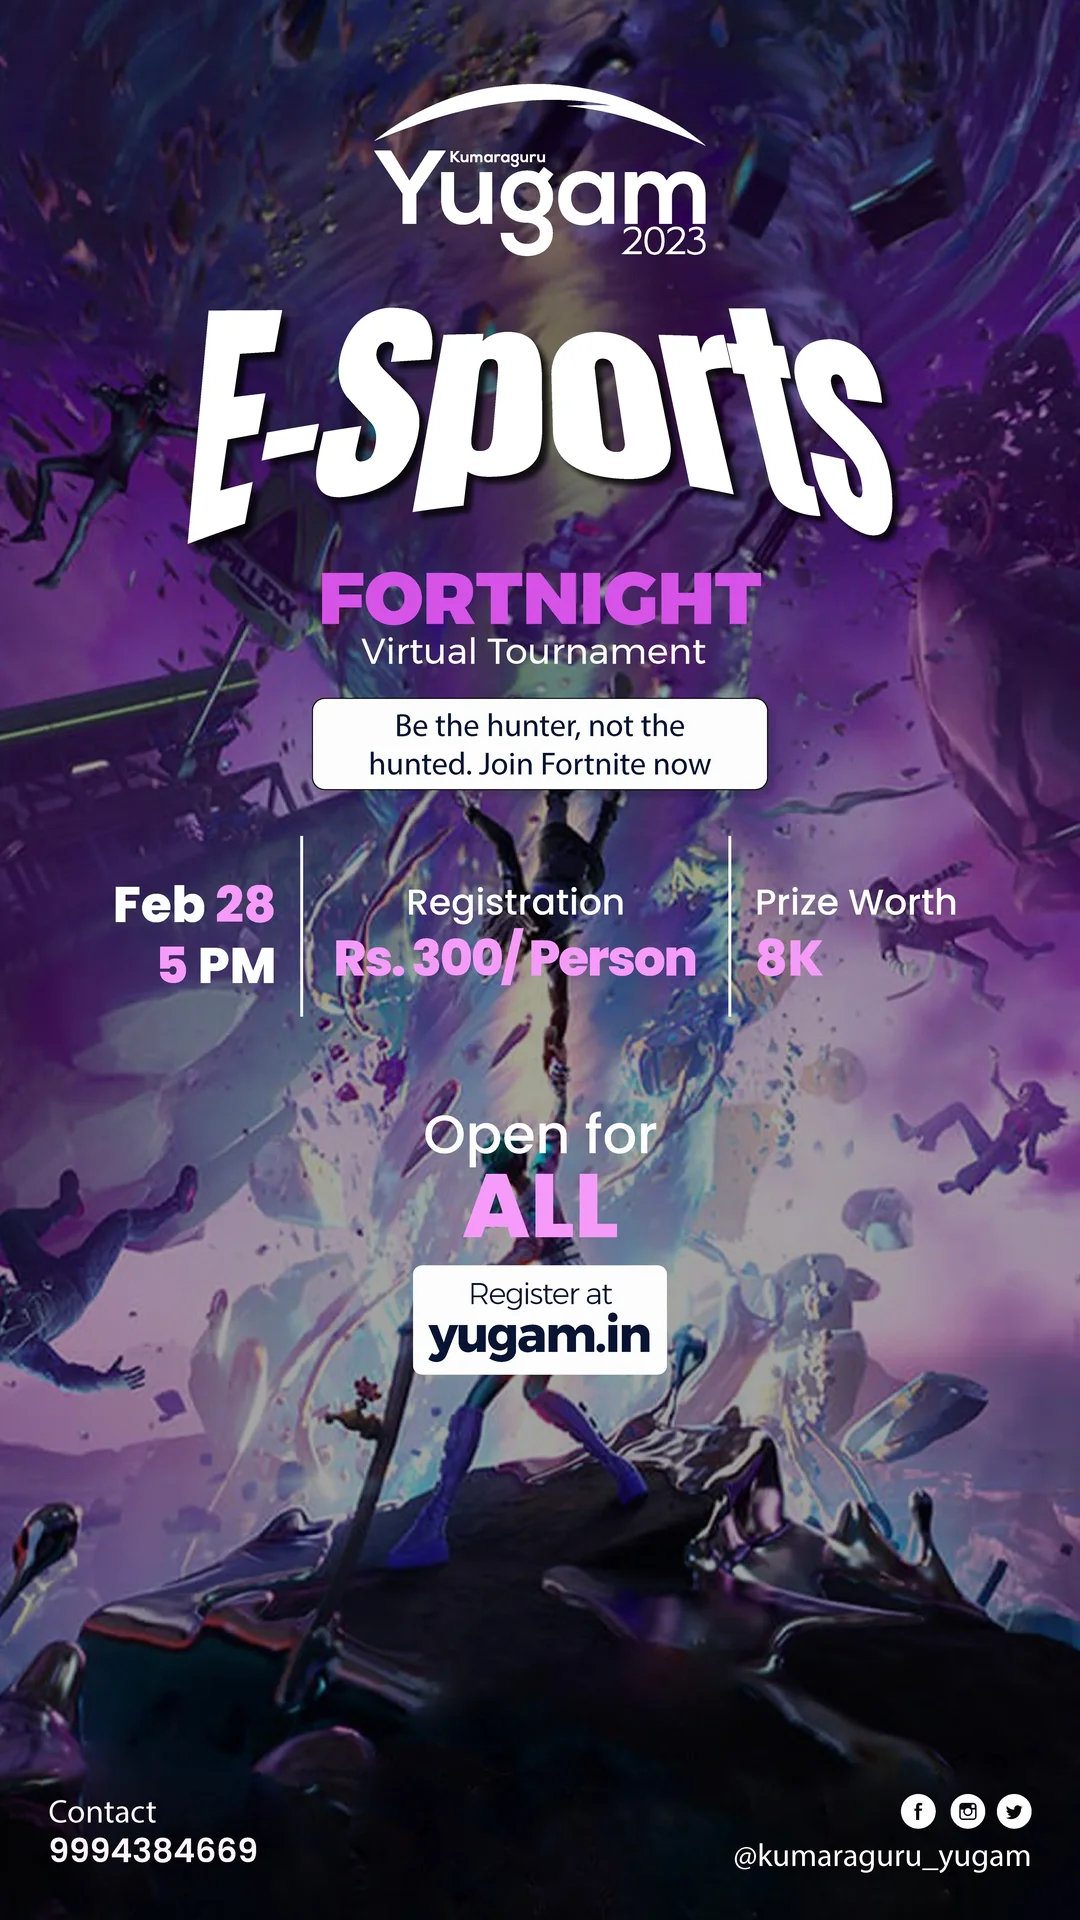 Kumaraguru
Yugam
2023
E-Sports
FORTNIGHT
Virtual Tournament
Be the hunter, not the
hunted. Join Fortnite now
Feb 28
5 PM
Registration
Rs. 300/ Person
Prize Worth
8K
Open for
ALL
Register at
yugam.in
Contact
9994384669
@kumaraguru_yugam